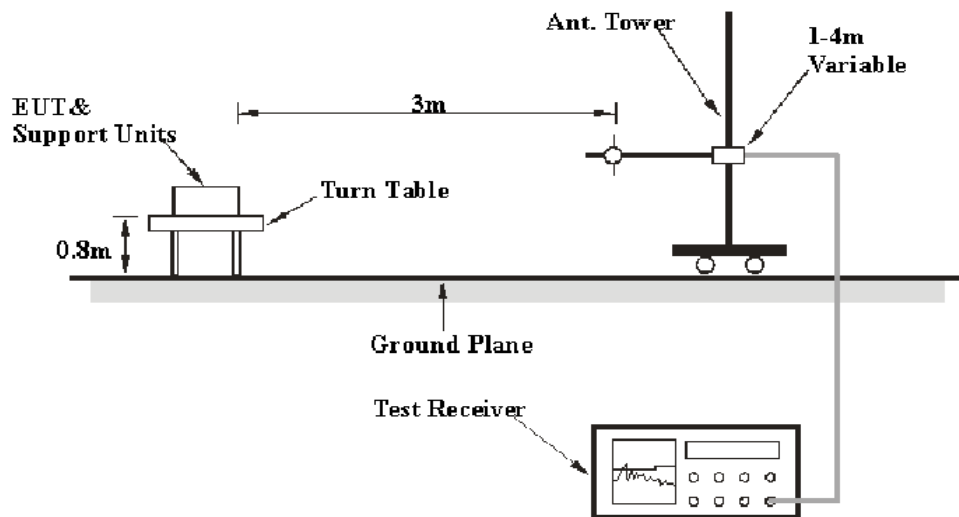 Ant. Tower
1-4m
Variable
3m
EUT&
Support Units
Turn Table
0.8m
Ground Plane
Test Receiver